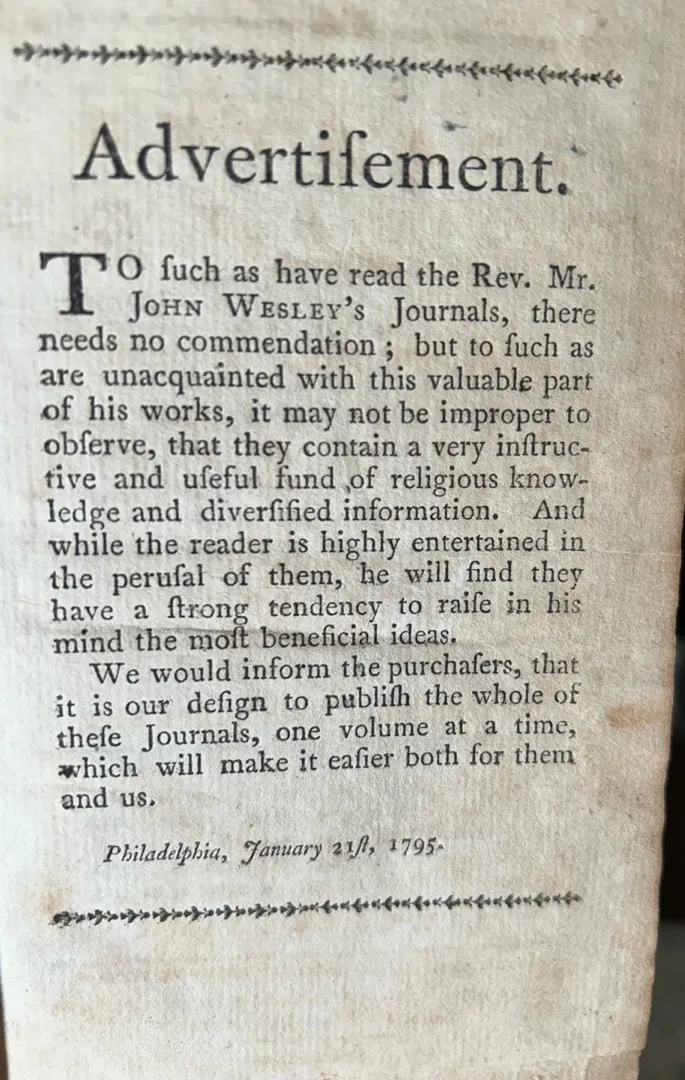 Advertiſement.
TO ſuch as have read the Rev. Mr.
JOHN WESLEY's Journals, there
needs no commendation; but to ſuch as
are unacquainted with this valuable part
of his works, it may not be improper to
obſerve, that they contain a very inſtruc-
tive and uſeful fund of religious know-
ledge and diverſified information. And
while the reader is highly entertained in
the peruſal of them, he will find they
have a ſtrong tendency to raiſe in his
mind the moſt beneficial ideas.
We would inform the purchaſers, that
it is our deſign to publiſh the whole of
theſe Journals, one volume at a time,
which will make it eaſier both for them
and us.
Philadelphia, January 21ſt, 1795.